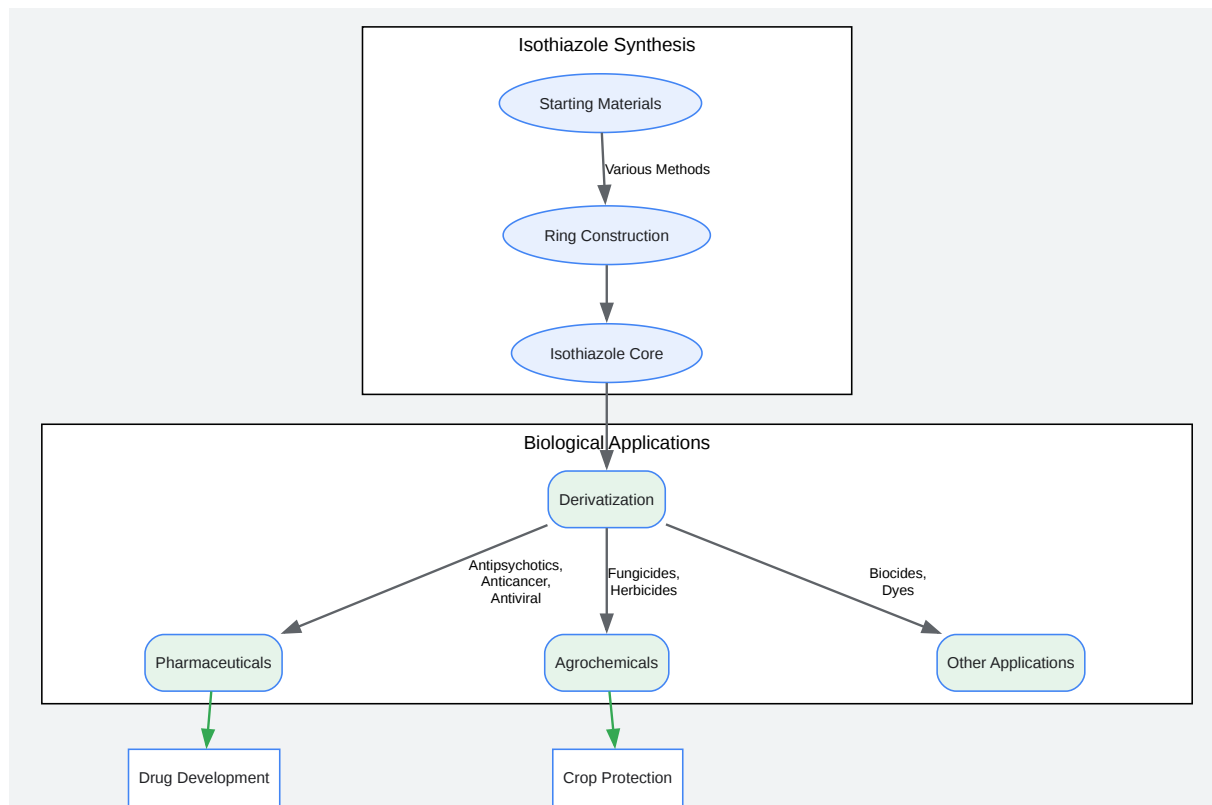 Isothiazole Synthesis
Starting Materials
Various Methods
Ring Construction
Isothiazole Core
Biological Applications
Derivatization
Antipsychotics,
Anticancer,
Antiviral
Fungicides,
Herbicides
Biocides,
Dyes
Pharmaceuticals
Agrochemicals
Other Applications
Drug Development
Crop Protection